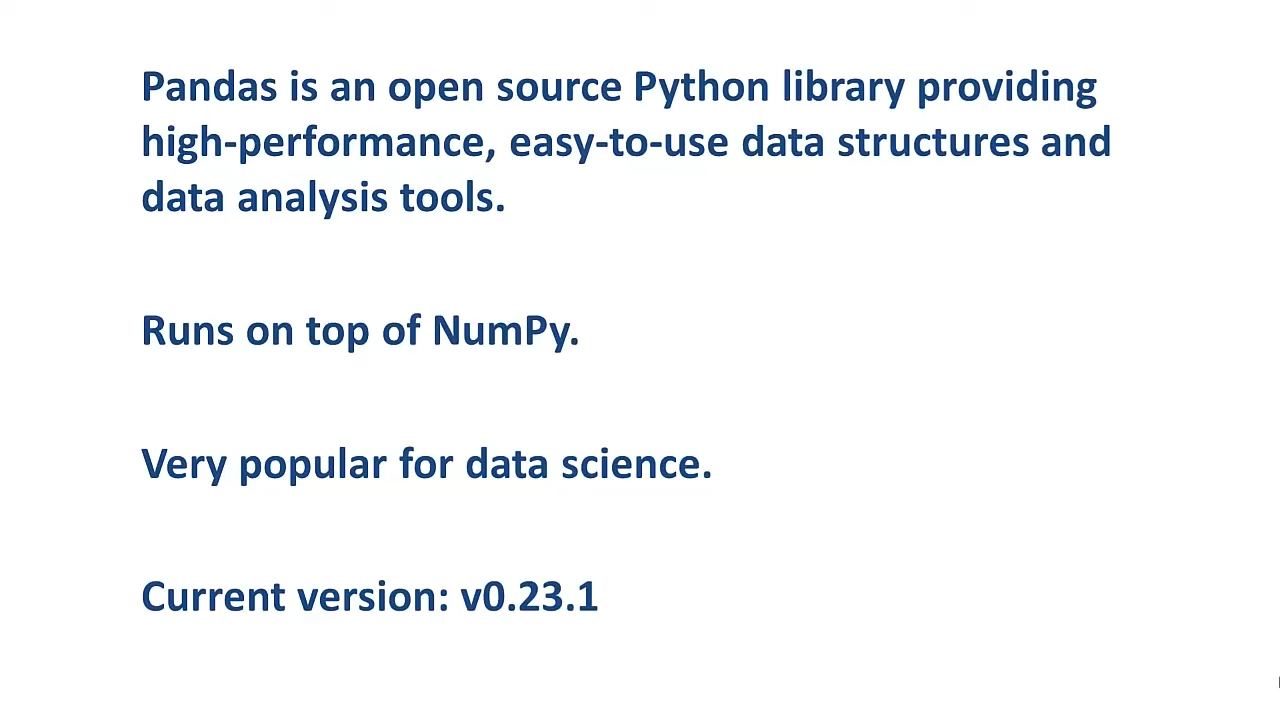 Pandas is an open source Python library providing
high-performance, easy-to-use data structures and
data analysis tools.
Runs on top of NumPy.
Very popular for data science.
Current version: v0.23.1